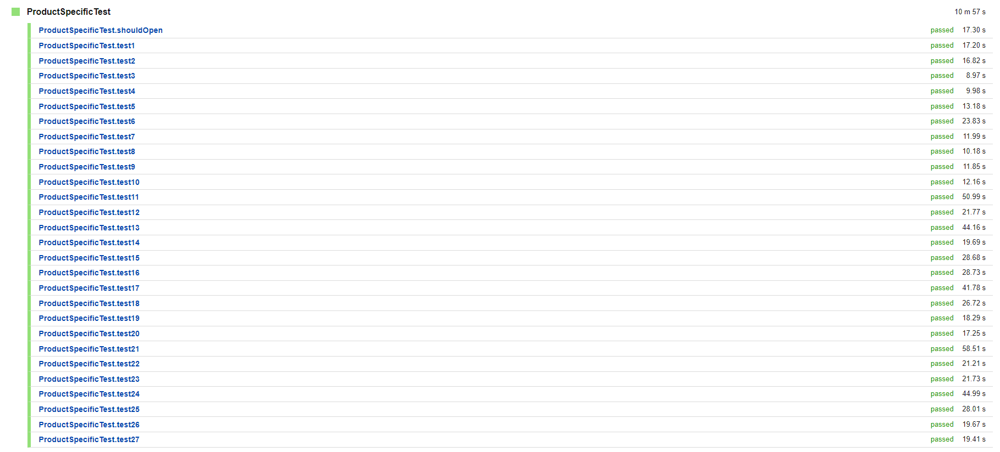 ProductSpecificTest 10 m 57 s
ProductSpecificTest.shouldOpen passed 17.30 s
ProductSpecificTest.test1 passed 17.20 s
ProductSpecificTest.test2 passed 16.82 s
ProductSpecificTest.test3 passed 8.97 s
ProductSpecificTest.test4 passed 9.98 s
ProductSpecificTest.test5 passed 13.18 s
ProductSpecificTest.test6 passed 23.83 s
ProductSpecificTest.test7 passed 11.99 s
ProductSpecificTest.test8 passed 10.18 s
ProductSpecificTest.test9 passed 11.85 s
ProductSpecificTest.test10 passed 12.16 s
ProductSpecificTest.test11 passed 50.99 s
ProductSpecificTest.test12 passed 21.77 s
ProductSpecificTest.test13 passed 44.16 s
ProductSpecificTest.test14 passed 19.69 s
ProductSpecificTest.test15 passed 28.68 s
ProductSpecificTest.test16 passed 28.73 s
ProductSpecificTest.test17 passed 41.78 s
ProductSpecificTest.test18 passed 26.72 s
ProductSpecificTest.test19 passed 18.29 s
ProductSpecificTest.test20 passed 17.25 s
ProductSpecificTest.test21 passed 58.51 s
ProductSpecificTest.test22 passed 21.21 s
ProductSpecificTest.test23 passed 21.73 s
ProductSpecificTest.test24 passed 44.99 s
ProductSpecificTest.test25 passed 28.01 s
ProductSpecificTest.test26 passed 19.67 s
ProductSpecificTest.test27 passed 19.41 s